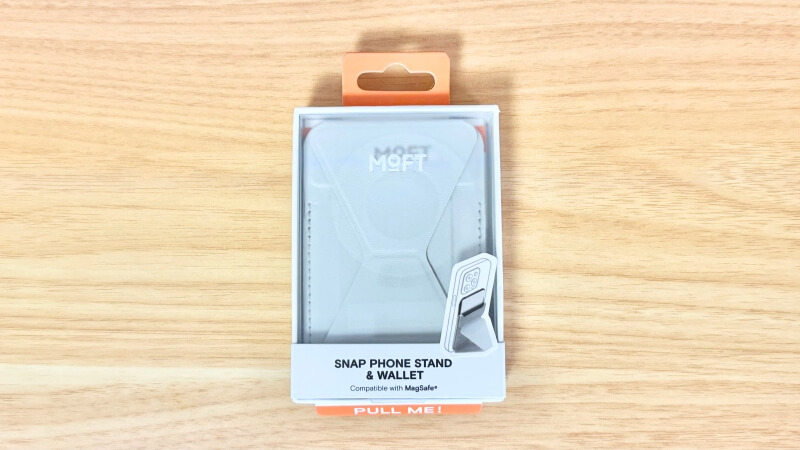 MOFT
SNAP PHONE STAND
& WALLET
Compatible with MagSafe®
PULL ME!